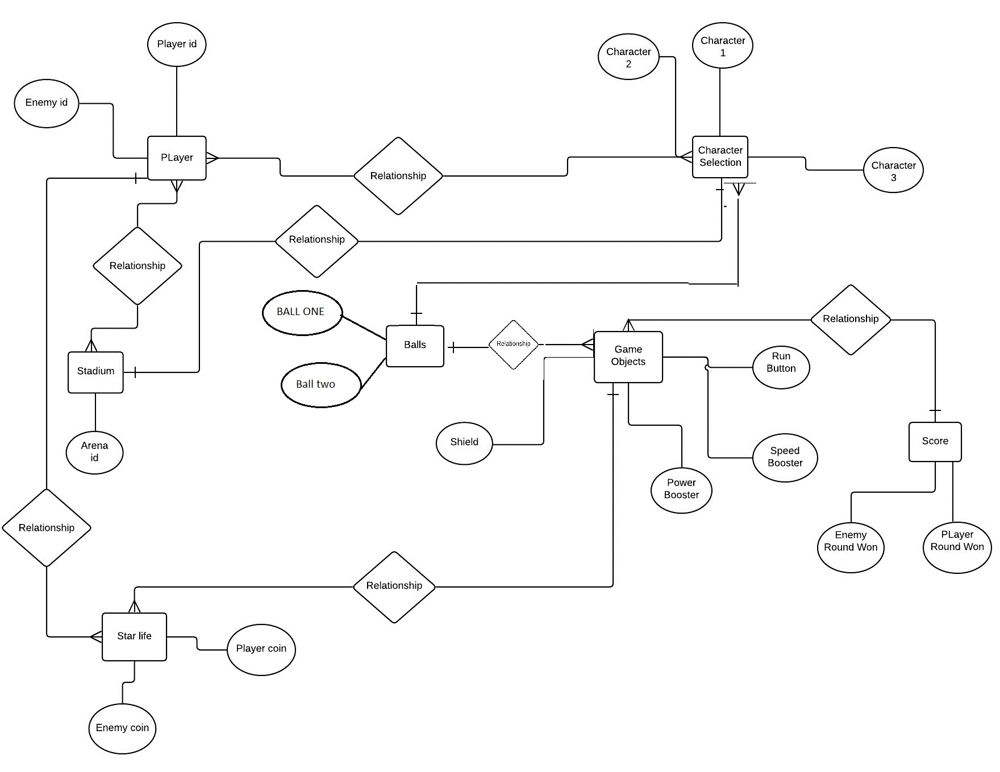 Player id
Character
1
Character
2
Enemy id
PLayer
Character
Selection
Character
3
Relationship
Relationship
Relationship
BALL ONE
Relationship
Balls
Relationship
Game
Objects
Run
Button
Stadium
Ball two
Shield
Arena
id
Speed
Booster
Score
Power
Booster
Relationship
Enemy
Round Won
PLayer
Round Won
Relationship
Star life
Player coin
Enemy coin